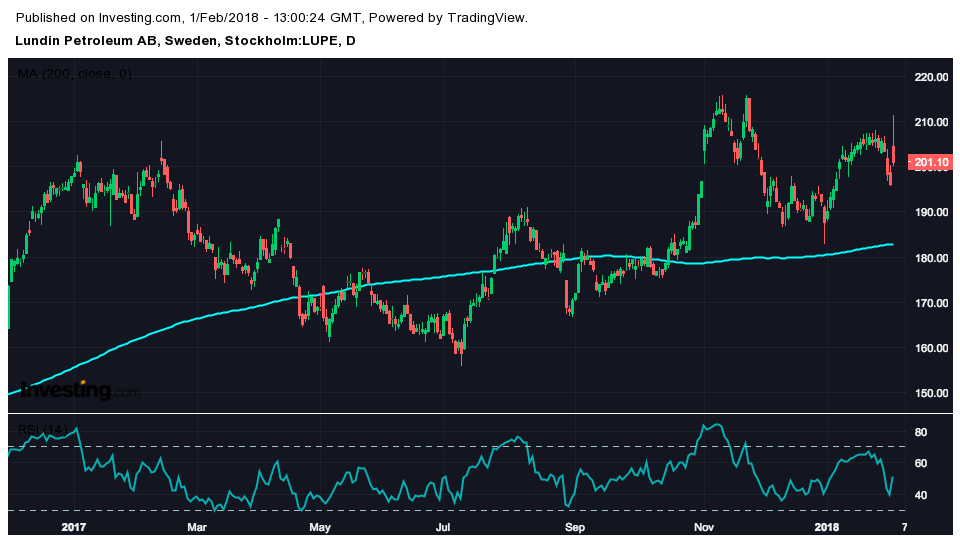 Published on Investing.com, 1/Feb/2018 - 13:00:24 GMT, Powered by TradingView.
Lundin Petroleum AB, Sweden, Stockholm:LUPE, D
MA (200, close, 0)
220.00
210.00
201.10
200.00
190.00
180.00
170.00
160.00
150.00
Investing.com
RSI (14)
80
60
40
2017 Mar May Jul Sep Nov 2018 7